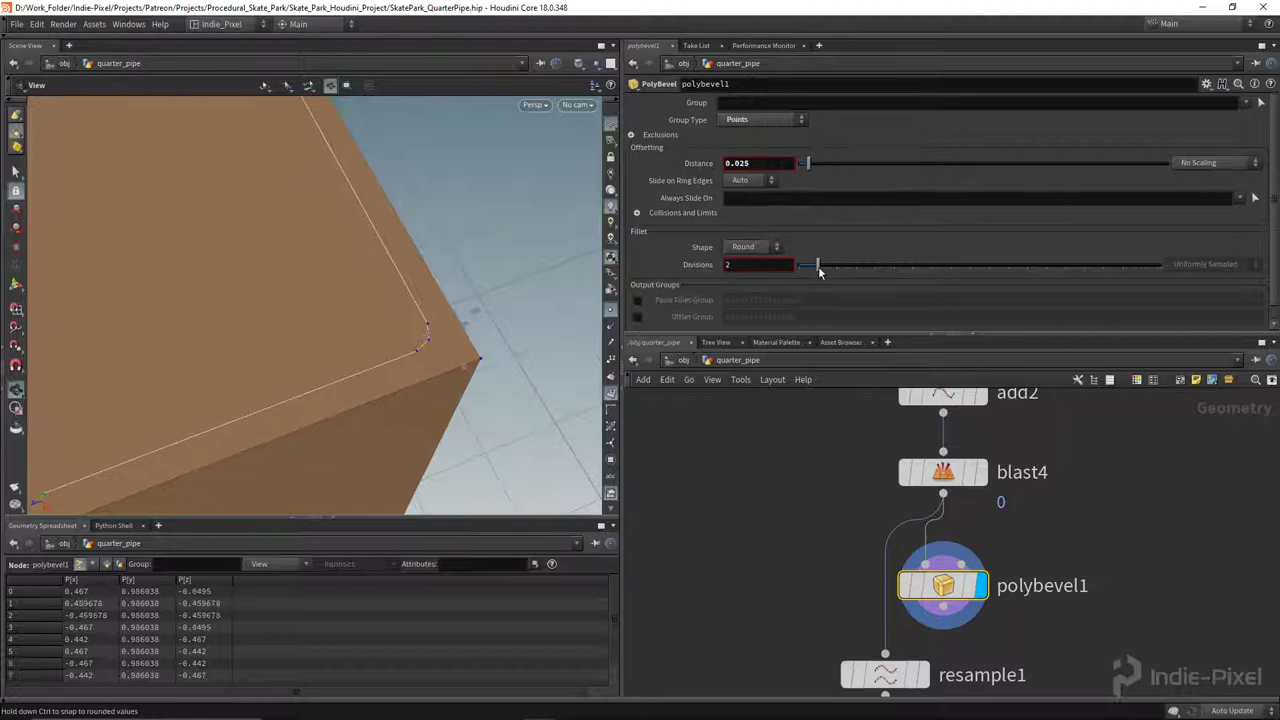 D:/Work_Folder/Indie-Pixel/Projects/Patreon/Projects/Procedural_Skate_Park/Skate_Park_Houdini_Project/SkatePark_QuarterPipe.hip - Houdini Core 18.0.348
File Edit Render Assets Windows Help Indie_Pixel Main Main
Scene View
obj quarter_pipe
View
Persp No cam
polybevel1 Take List Performance Monitor
obj quarter_pipe
PolyBevel polybevel1
Group
Group Type Points
Exclusions
Offsetting
Distance 0.025 No Scaling
Slide on Ring Edges Auto
Always Slide On
Collisions and Limits
Fillet
Shape Round
Divisions 2 Uniformly Sampled
Output Groups
Point Fillet Group
Offset Group
/obj/quarter_pipe Tree View Material Palette Asset Browser
obj quarter_pipe
Add Edit Go View Tools Layout Help
Geometry
add2
blast4
0
polybevel1
resample1
Indie-Pixel
Geometry Spreadsheet Python Shell
obj quarter_pipe
Node: polybevel1 Group: View Intrinsics Attributes:
P[x] P[y] P[z]
0 0.467 0.986038 -0.0495
1 0.459678 0.986038 -0.459678
2 -0.459678 0.986038 -0.459678
3 -0.467 0.986038 -0.0495
4 0.442 0.986038 -0.467
5 0.467 0.986038 -0.442
6 -0.467 0.986038 -0.442
7 -0.442 0.986038 -0.467
Hold down Ctrl to snap to rounded values
Auto Update